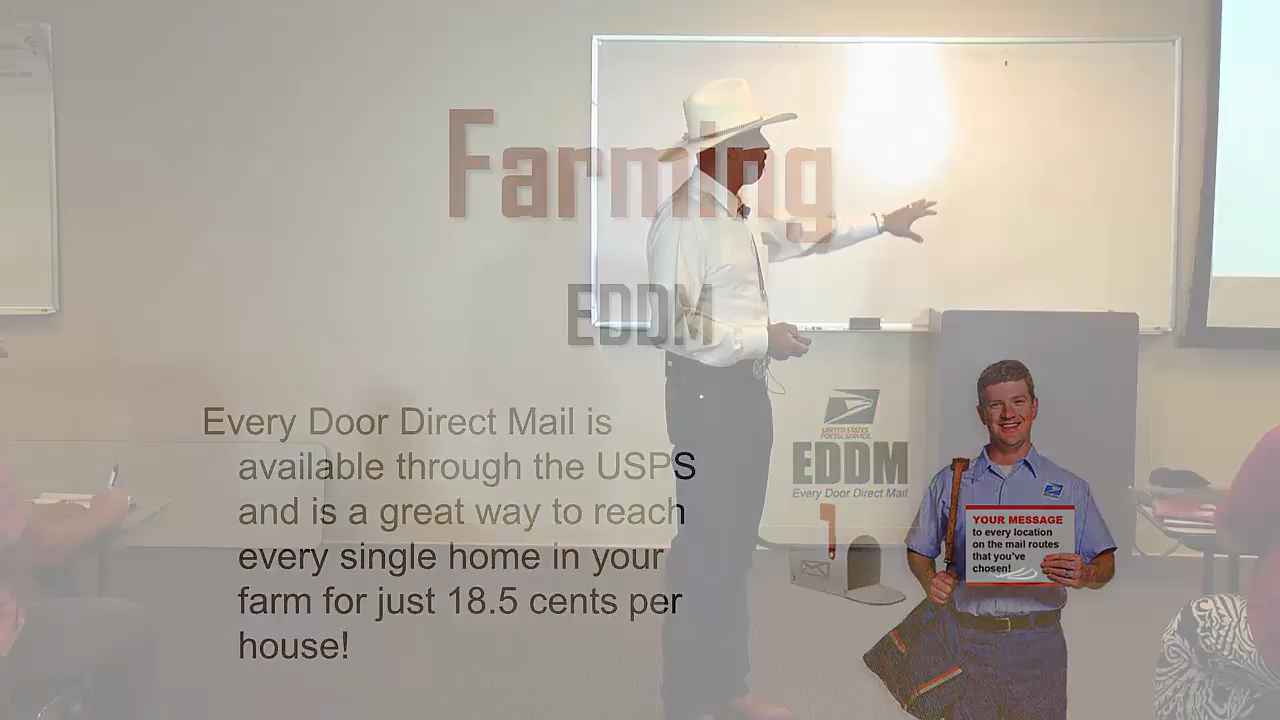 Farming
EDDM
Every Door Direct Mail is
available through the USPS
and is a great way to reach
every single home in your
farm for just 18.5 cents per
house!
UNITED STATES
POSTAL SERVICE.
EDDM
Every Door Direct Mail
YOUR MESSAGE
to every location
on the mail routes
that you've
chosen!